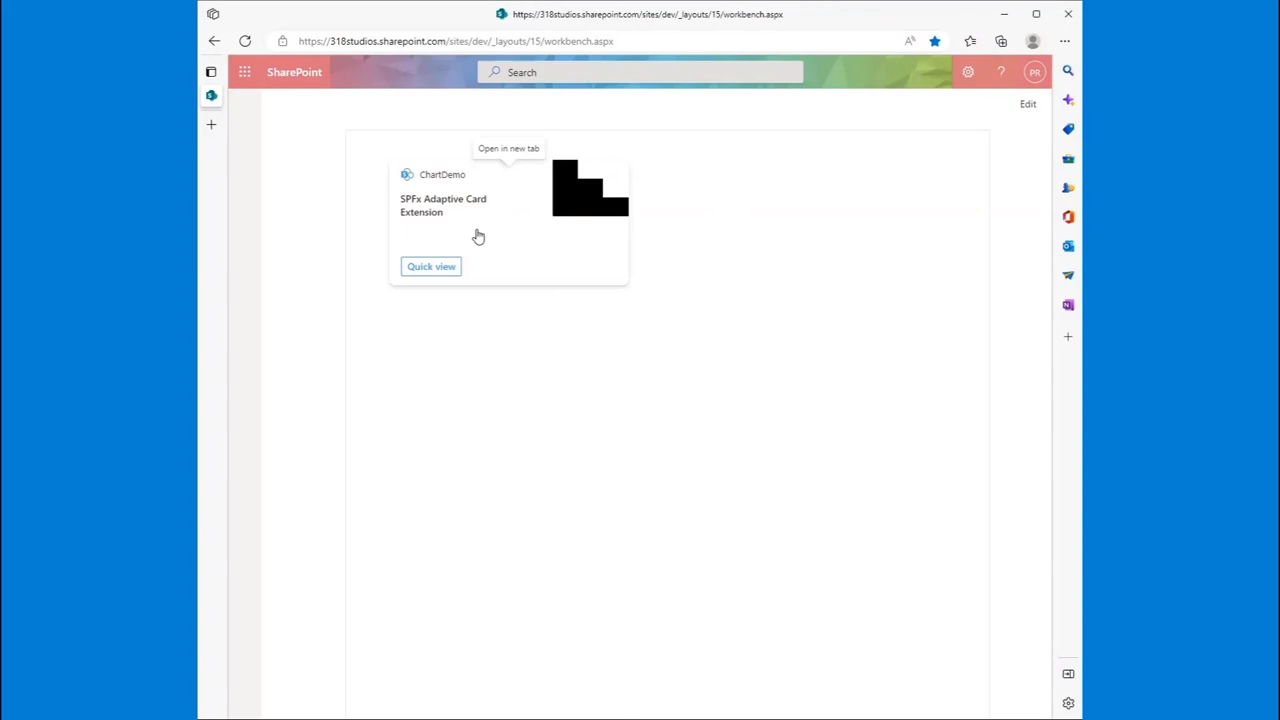 https://318studios.sharepoint.com/sites/dev/_layouts/15/workbench.aspx
https://318studios.sharepoint.com/sites/dev/_layouts/15/workbench.aspx
SharePoint
Search
?
PR
Edit
Open in new tab
ChartDemo
SPFx Adaptive Card
Extension
Quick view